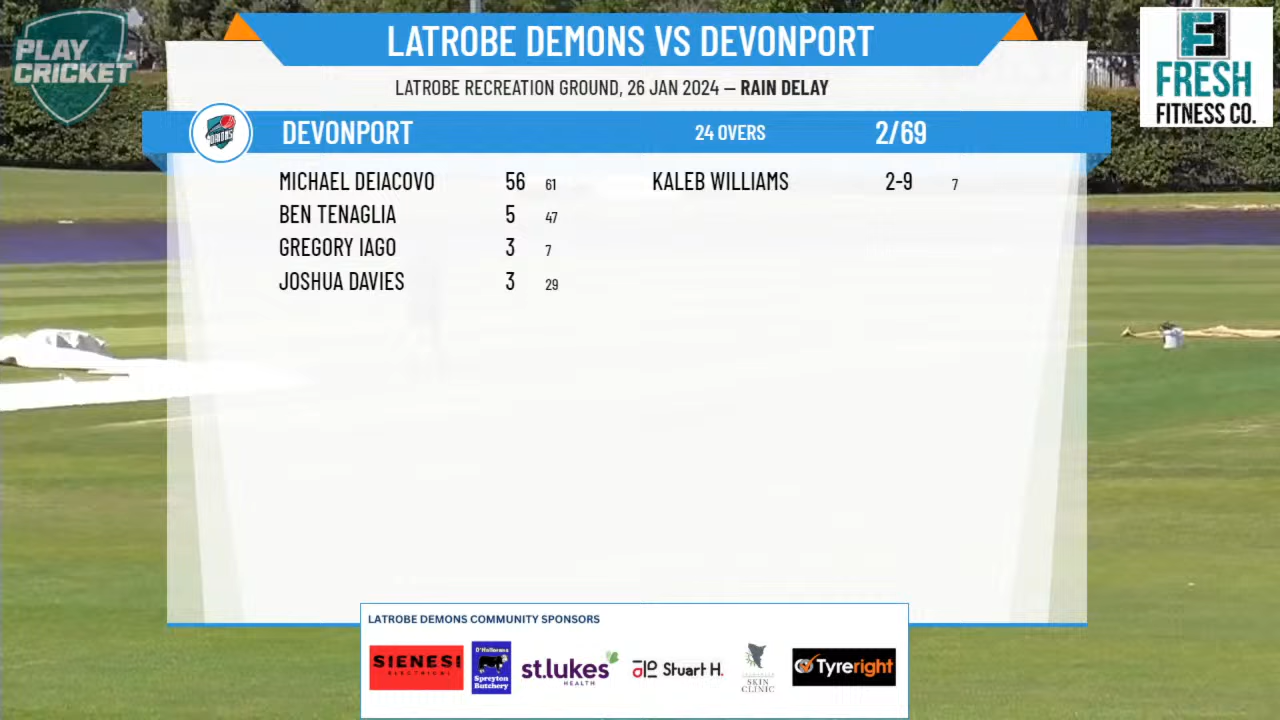 PLAY CRICKET
LATROBE DEMONS VS DEVONPORT
FRESH
FITNESS CO.
LATROBE RECREATION GROUND, 26 JAN 2024 – RAIN DELAY
DEVONPORT 24 OVERS 2/69
MICHAEL DEIACOVO 56 61 KALEB WILLIAMS 2-9 7
BEN TENAGLIA 5 47
GREGORY IAGO 3 7
JOSHUA DAVIES 3 29
LATROBE DEMONS COMMUNITY SPONSORS
SIENESI
ELECTRICAL
O'Hallorans
Spreyton
Butchery
st.lukes
HEALTH
Stuart H.
SKIN
CLINIC
Tyreright